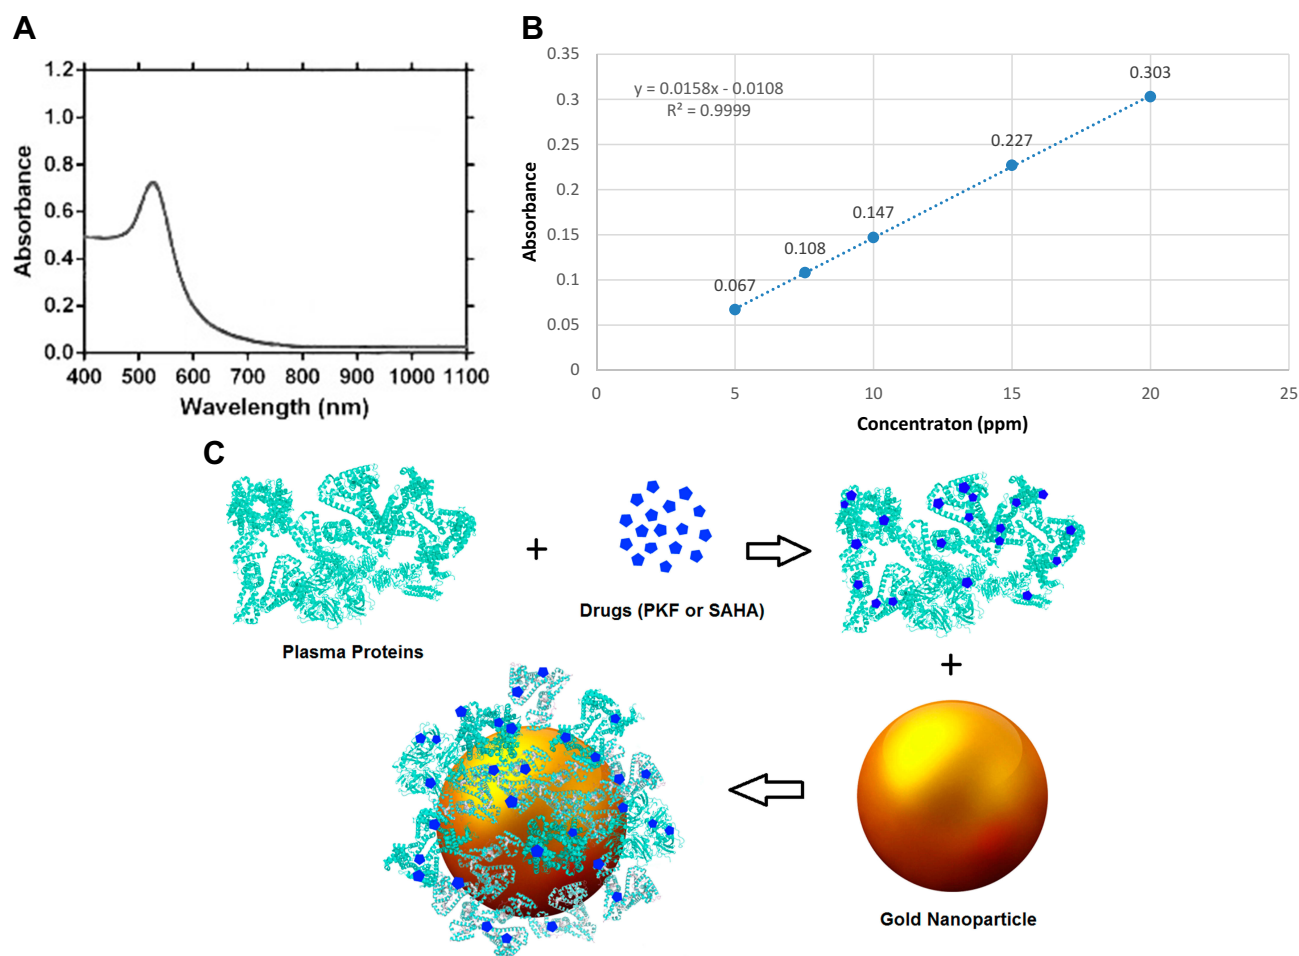 A
1.2
1.0
0.8
0.6
0.4
0.2
0.0
Absorbance
400 500 600 700 800 900 1000 1100
Wavelength (nm)
B
0.35
0.3
0.25
0.2
0.15
0.1
0.05
0
Absorbance
y = 0.0158x - 0.0108
R² = 0.9999
0.067
0.108
0.147
0.227
0.303
0 5 10 15 20 25
Concentraton (ppm)
C
+
Plasma Proteins
Drugs (PKF or SAHA)
+
Gold Nanoparticle